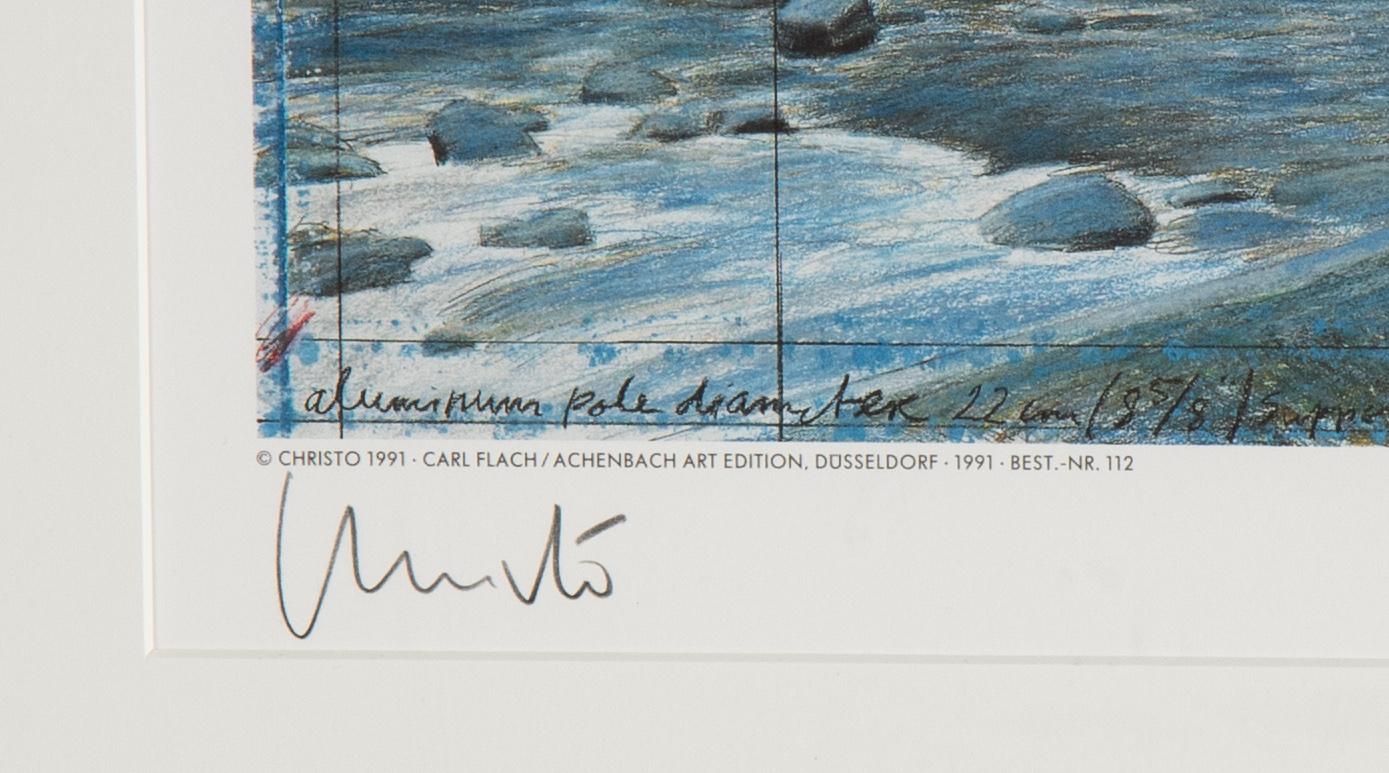 aluminum pole diameter 22 cm (8 5/8")
© CHRISTO 1991 · CARL FLACH / ACHENBACH ART EDITION, DÜSSELDORF · 1991 · BEST.-NR. 112
Christo